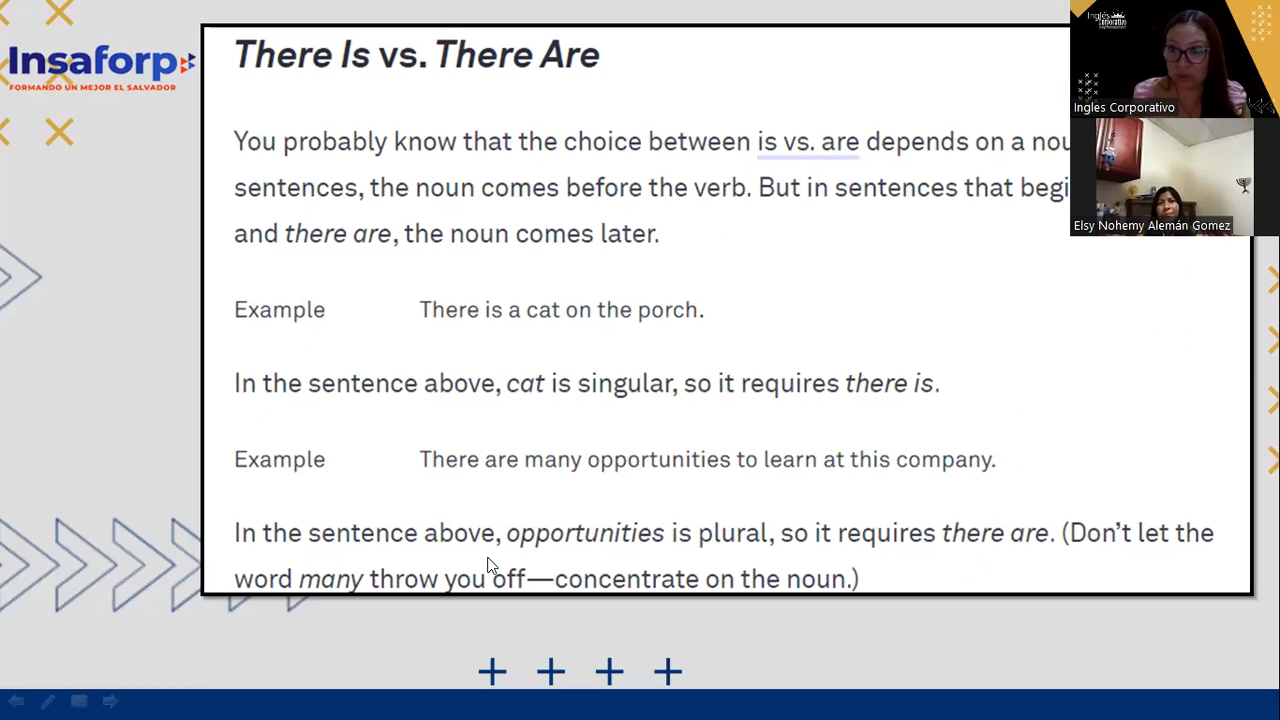 There Is vs. There Are
Insaforp
FORMANDO UN MEJOR EL SALVADOR
Inglés
Corporativo
Ingles Corporativo
You probably know that the choice between is vs. are depends on a nou
sentences, the noun comes before the verb. But in sentences that begi
and there are, the noun comes later.
Elsy Nohemy Alemán Gomez
Example There is a cat on the porch.
In the sentence above, cat is singular, so it requires there is.
Example There are many opportunities to learn at this company.
In the sentence above, opportunities is plural, so it requires there are. (Don’t let the
word many throw you off—concentrate on the noun.)